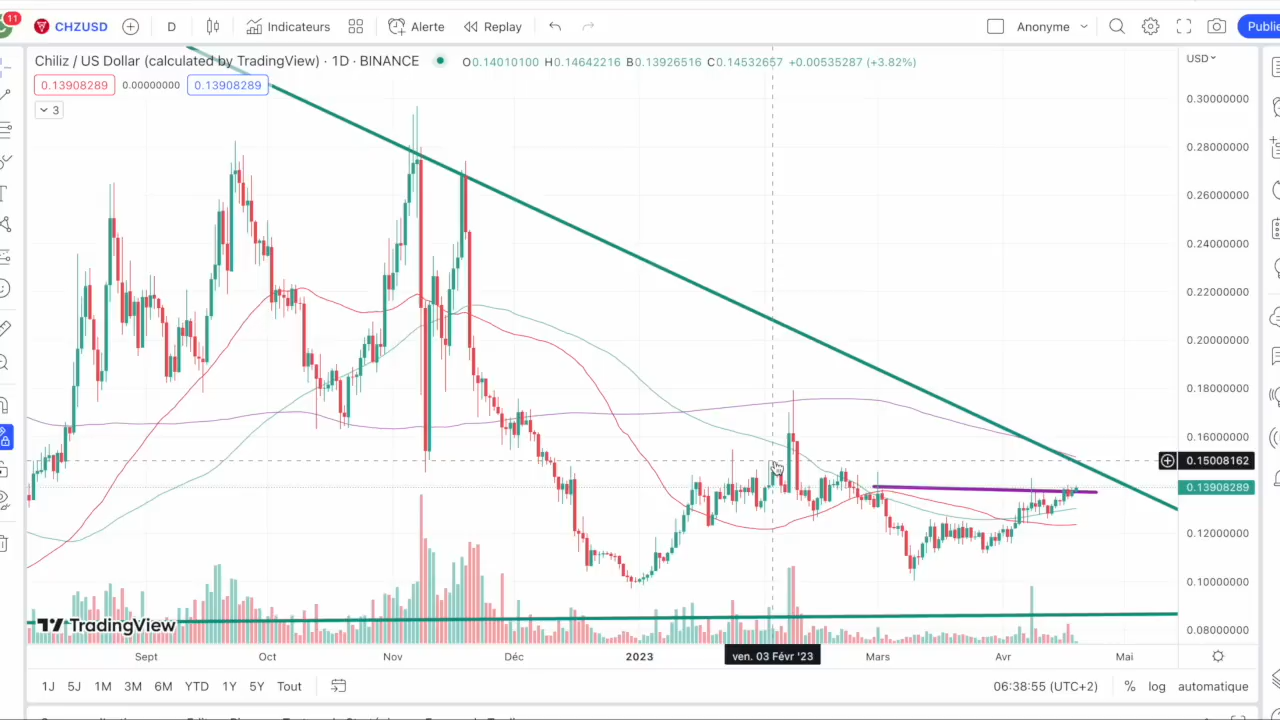 11
CHZUSD D Indicateurs Alerte Replay Anonyme Publie
Chiliz / US Dollar (calculated by TradingView) · 1D · BINANCE O0.14010100 H0.14642216 B0.13926516 C0.14532657 +0.00535287 (+3.82%) USD
0.13908289 0.00000000 0.13908289
3
0.30000000
0.28000000
0.26000000
0.24000000
0.22000000
0.20000000
0.18000000
0.16000000
0.15008162
0.13908289
0.12000000
0.10000000
0.08000000
TradingView
Sept Oct Nov Déc 2023 ven. 03 Févr '23 Mars Avr Mai
1J 5J 1M 3M 6M YTD 1Y 5Y Tout 06:38:55 (UTC+2) % log automatique